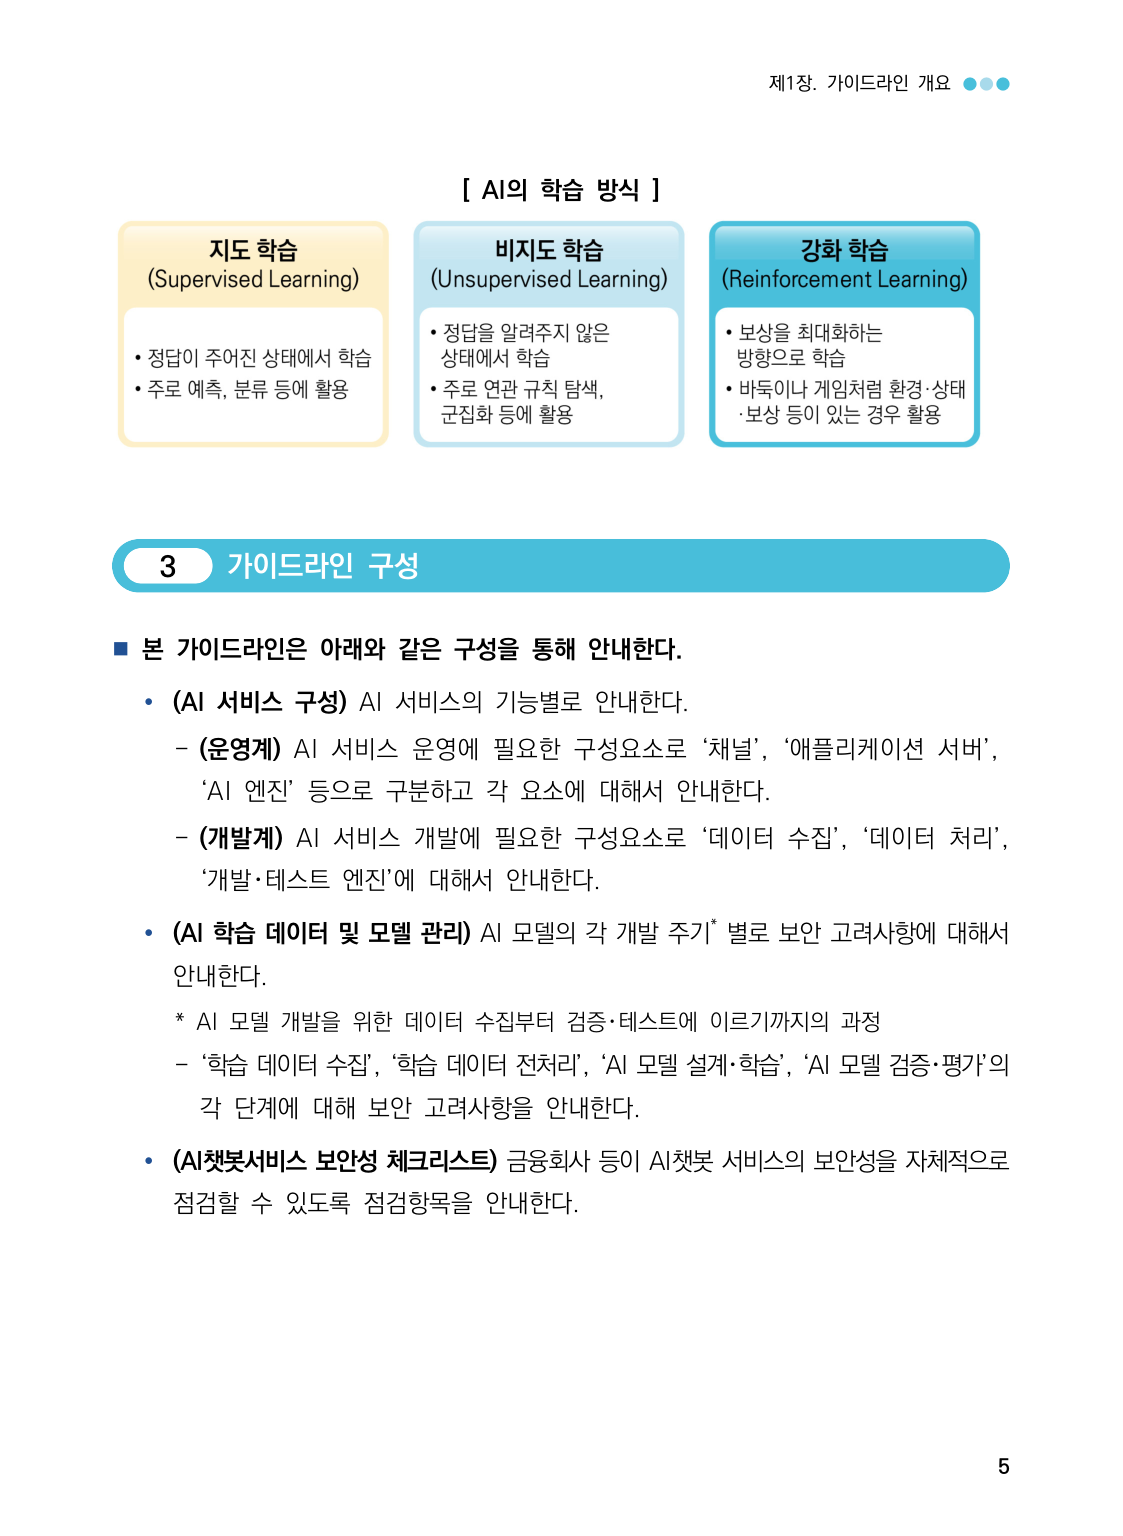 제1장. 가이드라인 개요
[ AI의 학습 방식 ]
지도 학습
(Supervised Learning)
• 정답이 주어진 상태에서 학습
• 주로 예측, 분류 등에 활용
비지도 학습
(Unsupervised Learning)
• 정답을 알려주지 않은
상태에서 학습
• 주로 연관 규칙 탐색,
군집화 등에 활용
강화 학습
(Reinforcement Learning)
• 보상을 최대화하는
방향으로 학습
• 바둑이나 게임처럼 환경·상태
·보상 등이 있는 경우 활용
3 가이드라인 구성
■ 본 가이드라인은 아래와 같은 구성을 통해 안내한다.
• (AI 서비스 구성) AI 서비스의 기능별로 안내한다.
– (운영계) AI 서비스 운영에 필요한 구성요소로 ‘채널’, ‘애플리케이션 서버’,
‘AI 엔진’ 등으로 구분하고 각 요소에 대해서 안내한다.
– (개발계) AI 서비스 개발에 필요한 구성요소로 ‘데이터 수집’, ‘데이터 처리’,
‘개발·테스트 엔진’에 대해서 안내한다.
• (AI 학습 데이터 및 모델 관리) AI 모델의 각 개발 주기* 별로 보안 고려사항에 대해서
안내한다.
* AI 모델 개발을 위한 데이터 수집부터 검증·테스트에 이르기까지의 과정
– ‘학습 데이터 수집’, ‘학습 데이터 전처리’, ‘AI 모델 설계·학습’, ‘AI 모델 검증·평가’의
각 단계에 대해 보안 고려사항을 안내한다.
• (AI챗봇서비스 보안성 체크리스트) 금융회사 등이 AI챗봇 서비스의 보안성을 자체적으로
점검할 수 있도록 점검항목을 안내한다.
5